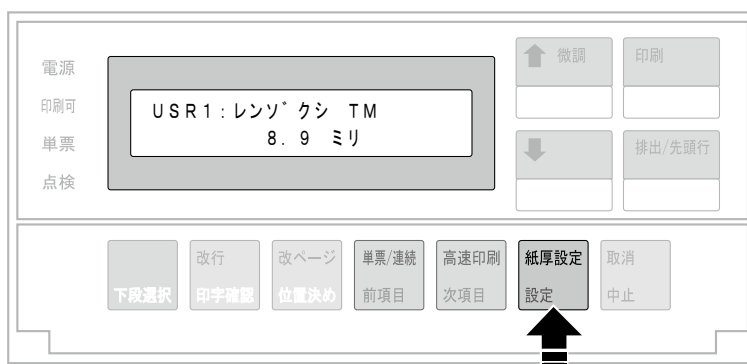 電源
印刷可
単票
点検
USR1:レンゾクシ TM
8.9 ミリ
微調
印刷
排出/先頭行
下段選択
改行
印字確認
改ページ
位置決め
単票/連続
前項目
高速印刷
次項目
紙厚設定
設定
取消
中止